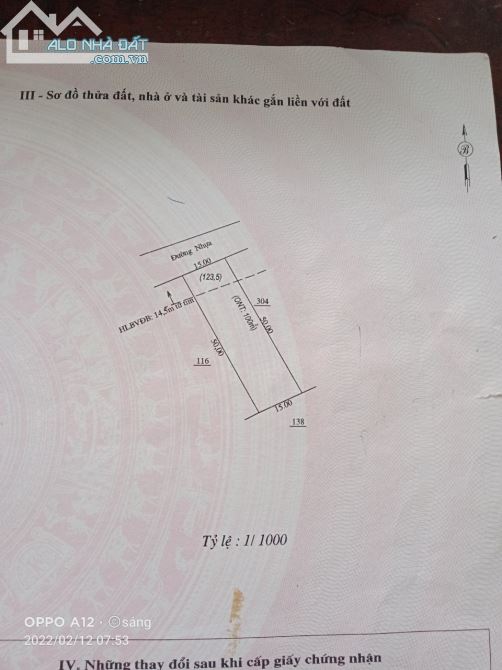 ALO NHÀ ĐẤT
.com.vn
III - Sơ đồ thửa đất, nhà ở và tài sản khác gắn liền với đất
B
Đường Nhựa
15.00
(123,5)
HLBVĐB: 14,5m từ tim
(ONT: 100m²)
304
50.00
50,00
116
15.00
138
Tỷ lệ : 1/ 1000
OPPO A12 · sáng
2022/02/12 07:53
IV. Những thay đổi sau khi cấp giấy chứng nhận